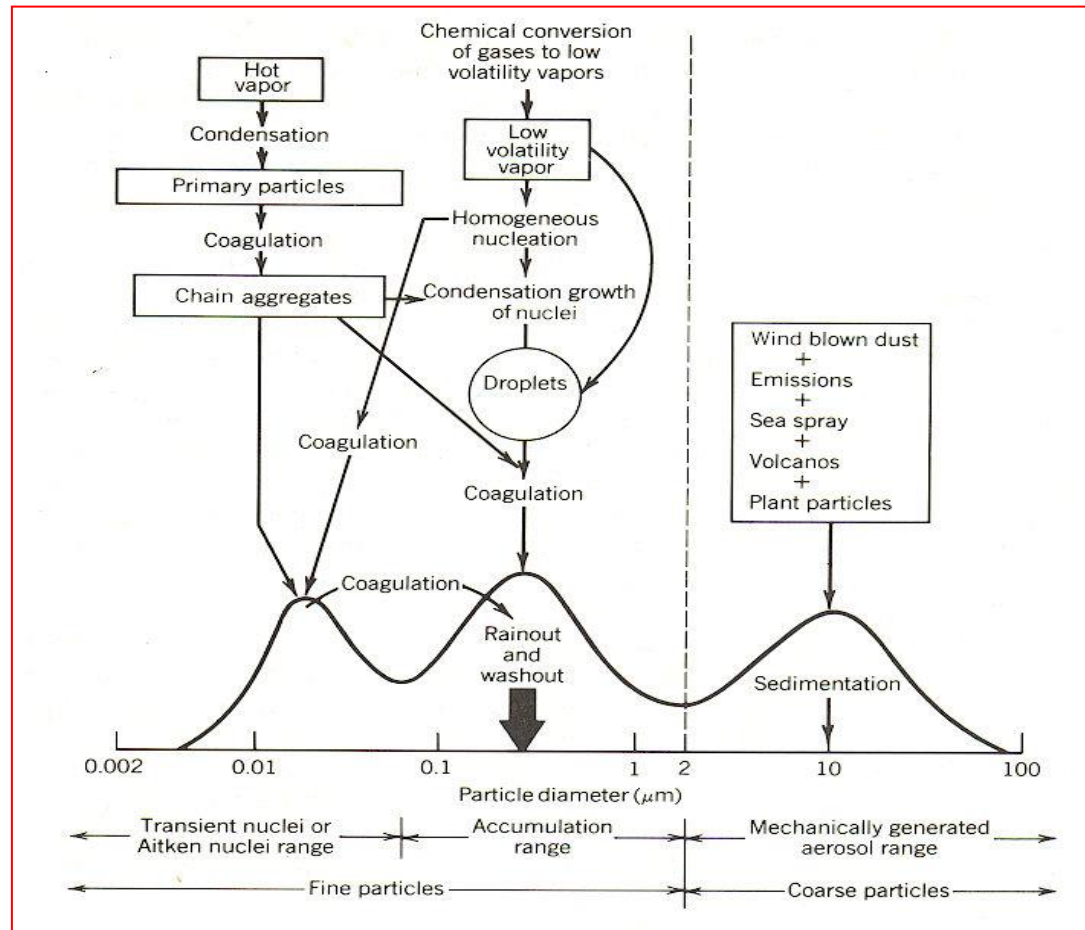 Chemical conversion
of gases to low
volatility vapors
Hot
vapor
Condensation
Low
volatility
vapor
Primary particles
Coagulation
Homogeneous
nucleation
Chain aggregates
Condensation growth
of nuclei
Droplets
Coagulation
Coagulation
Wind blown dust
+
Emissions
+
Sea spray
+
Volcanos
+
Plant particles
Coagulation
Rainout
and
washout
Sedimentation
0.002
0.01
0.1
1
2
10
100
Particle diameter (μm)
Transient nuclei or
Aitken nuclei range
Accumulation
range
Mechanically generated
aerosol range
Fine particles
Coarse particles